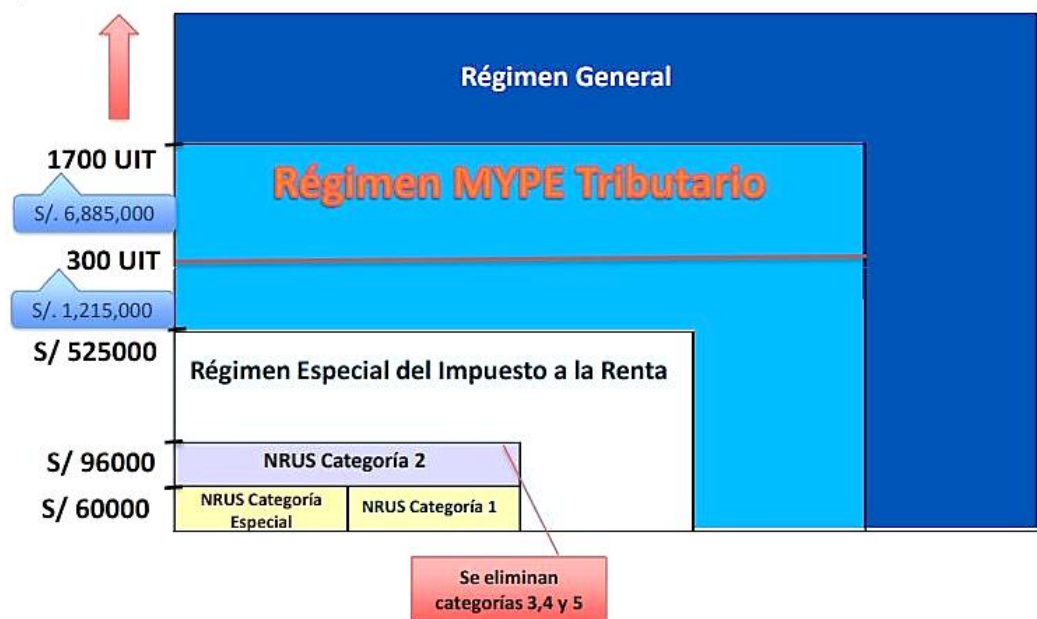 Régimen General
1700 UIT
Régimen MYPE Tributario
S/. 6,885,000
300 UIT
S/. 1,215,000
S/ 525000
Régimen Especial del Impuesto a la Renta
S/ 96000
NRUS Categoría 2
S/ 60000
NRUS Categoría
Especial
NRUS Categoría 1
Se eliminan
categorías 3,4 y 5